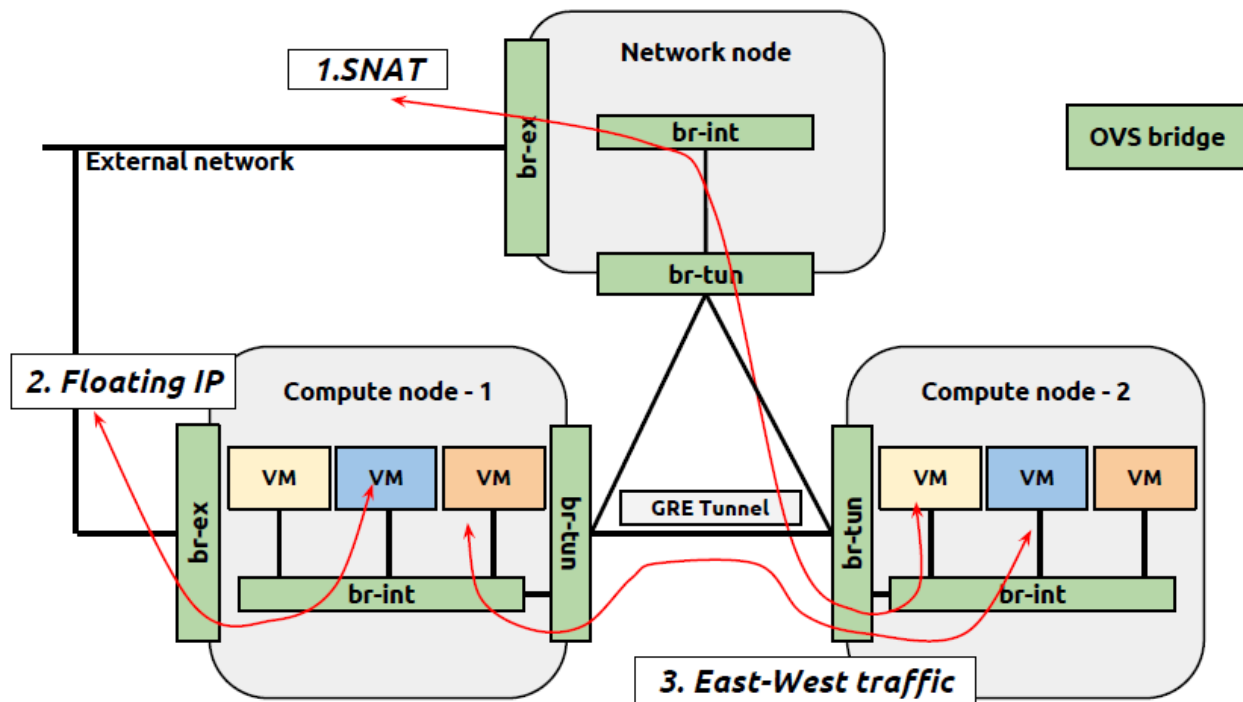 Network node
1.SNAT
br-ex
br-int
OVS bridge
External network
br-tun
2. Floating IP
Compute node - 1
Compute node - 2
br-ex
VM
VM
VM
br-tun
GRE Tunnel
br-tun
VM
VM
VM
br-int
br-int
3. East-West traffic